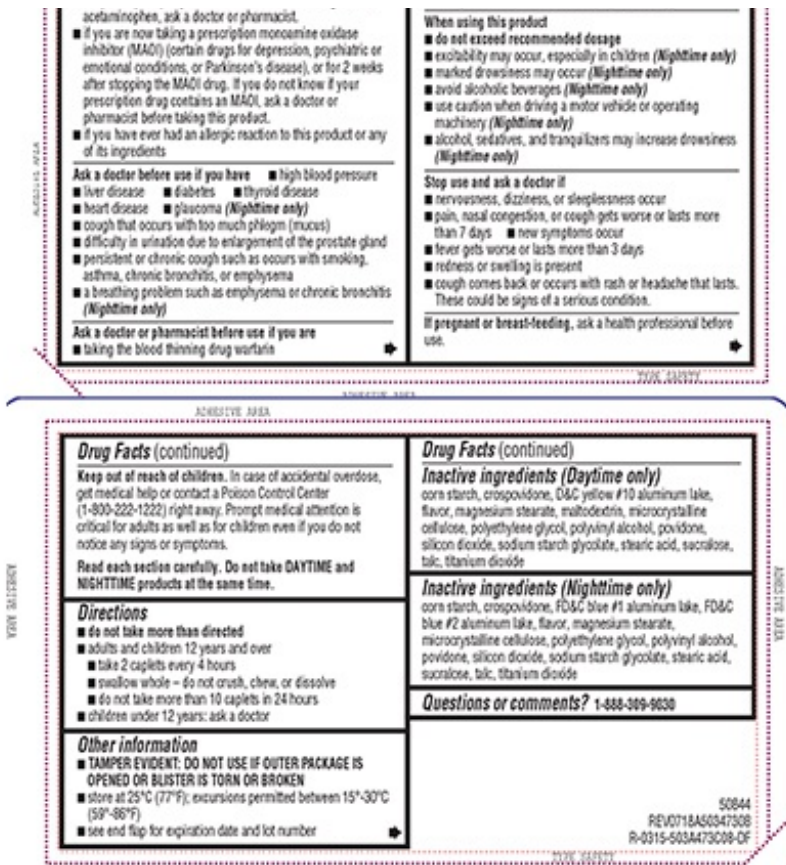 acetaminophen, ask a doctor or pharmacist.
■ if you are now taking a prescription monoamine oxidase
inhibitor (MAOI) (certain drugs for depression, psychiatric or
emotional conditions, or Parkinson's disease), or for 2 weeks
after stopping the MAOI drug. If you do not know if your
prescription drug contains an MAOI, ask a doctor or
pharmacist before taking this product.
■ if you have ever had an allergic reaction to this product or any
of its ingredients
Ask a doctor before use if you have ■ high blood pressure
■ liver disease ■ diabetes ■ thyroid disease
■ heart disease ■ glaucoma (Nighttime only)
■ cough that occurs with too much phlegm (mucus)
■ difficulty in urination due to enlargement of the prostate gland
■ persistent or chronic cough such as occurs with smoking,
asthma, chronic bronchitis, or emphysema
■ a breathing problem such as emphysema or chronic bronchitis
(Nighttime only)
Ask a doctor or pharmacist before use if you are
■ taking the blood thinning drug warfarin
When using this product
■ do not exceed recommended dosage
■ excitability may occur, especially in children (Nighttime only)
■ marked drowsiness may occur (Nighttime only)
■ avoid alcoholic beverages (Nighttime only)
■ use caution when driving a motor vehicle or operating
machinery (Nighttime only)
■ alcohol, sedatives, and tranquilizers may increase drowsiness
(Nighttime only)
Stop use and ask a doctor if
■ nervousness, dizziness, or sleeplessness occur
■ pain, nasal congestion, or cough gets worse or lasts more
than 7 days ■ new symptoms occur
■ fever gets worse or lasts more than 3 days
■ redness or swelling is present
■ cough comes back or occurs with rash or headache that lasts.
These could be signs of a serious condition.
If pregnant or breast-feeding, ask a health professional before
use.
ADHESIVE AREA
TYPE SAFETY
ADHESIVE AREA
ADHESIVE AREA
ADHESIVE AREA
Drug Facts (continued)
Keep out of reach of children. In case of accidental overdose,
get medical help or contact a Poison Control Center
(1-800-222-1222) right away. Prompt medical attention is
critical for adults as well as for children even if you do not
notice any signs or symptoms.
Read each section carefully. Do not take DAYTIME and
NIGHTTIME products at the same time.
Directions
■ do not take more than directed
■ adults and children 12 years and over
■ take 2 caplets every 4 hours
■ swallow whole – do not crush, chew, or dissolve
■ do not take more than 10 caplets in 24 hours
■ children under 12 years: ask a doctor
Other information
■ TAMPER EVIDENT: DO NOT USE IF OUTER PACKAGE IS
OPENED OR BLISTER IS TORN OR BROKEN
■ store at 25°C (77°F); excursions permitted between 15°-30°C
(59°-86°F)
■ see end flap for expiration date and lot number
Drug Facts (continued)
Inactive ingredients (Daytime only)
corn starch, crospovidone, D&C yellow #10 aluminum lake,
flavor, magnesium stearate, maltodextrin, microcrystalline
cellulose, polyethylene glycol, polyvinyl alcohol, povidone,
silicon dioxide, sodium starch glycolate, stearic acid, sucralose,
talc, titanium dioxide
Inactive ingredients (Nighttime only)
corn starch, crospovidone, FD&C blue #1 aluminum lake, FD&C
blue #2 aluminum lake, flavor, magnesium stearate,
microcrystalline cellulose, polyethylene glycol, polyvinyl alcohol,
povidone, silicon dioxide, sodium starch glycolate, stearic acid,
sucralose, talc, titanium dioxide
Questions or comments? 1-888-309-9030
50844
REV0718A50347308
R-0315-503A473C08-DF
ADHESIVE AREA
TYPE SAFETY